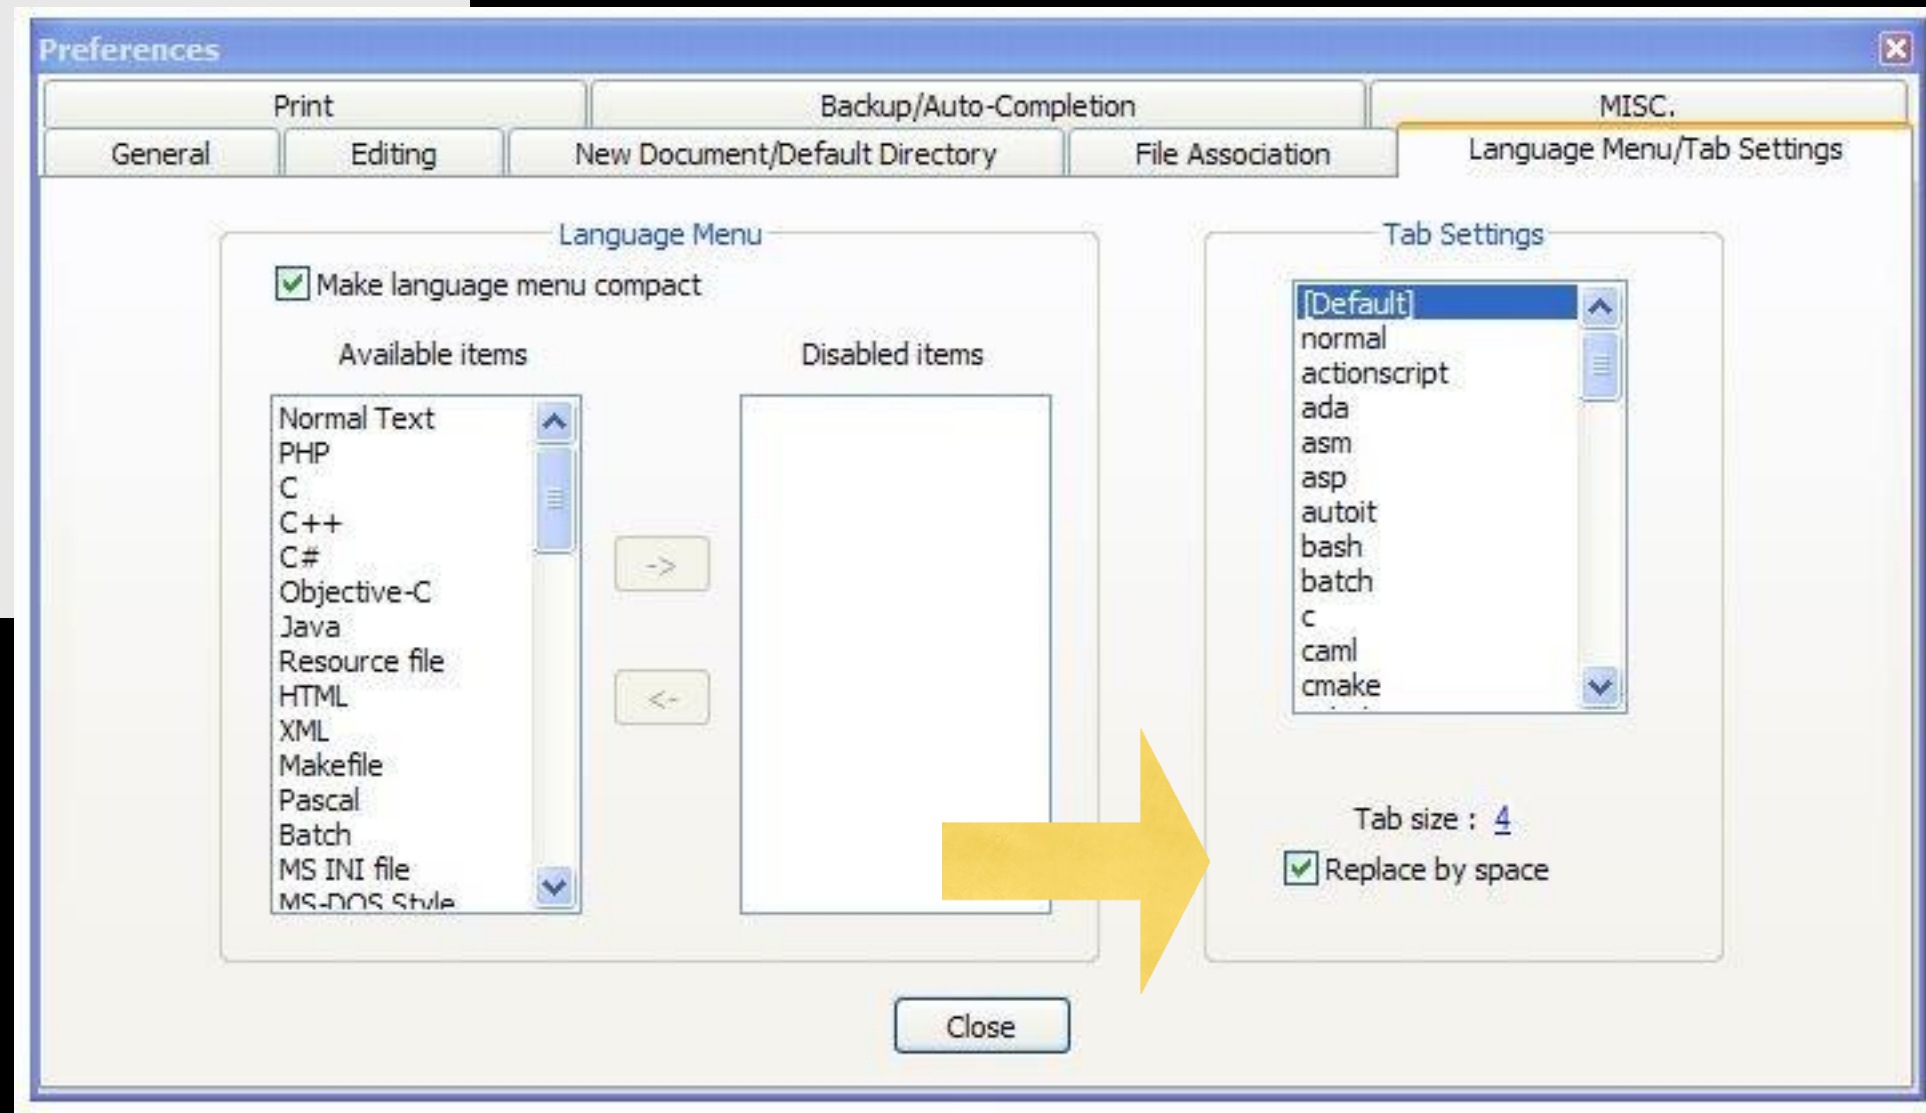 Preferences
Print Backup/Auto-Completion MISC.
General Editing New Document/Default Directory File Association Language Menu/Tab Settings
Language Menu
Make language menu compact
Available items
Normal Text
PHP
C
C++
C#
Objective-C
Java
Resource file
HTML
XML
Makefile
Pascal
Batch
MS INI file
MS-DOS Style
->
<-
Disabled items
Tab Settings
[Default]
normal
actionscript
ada
asm
asp
autoit
bash
batch
c
caml
cmake
Tab size : 4
Replace by space
Close